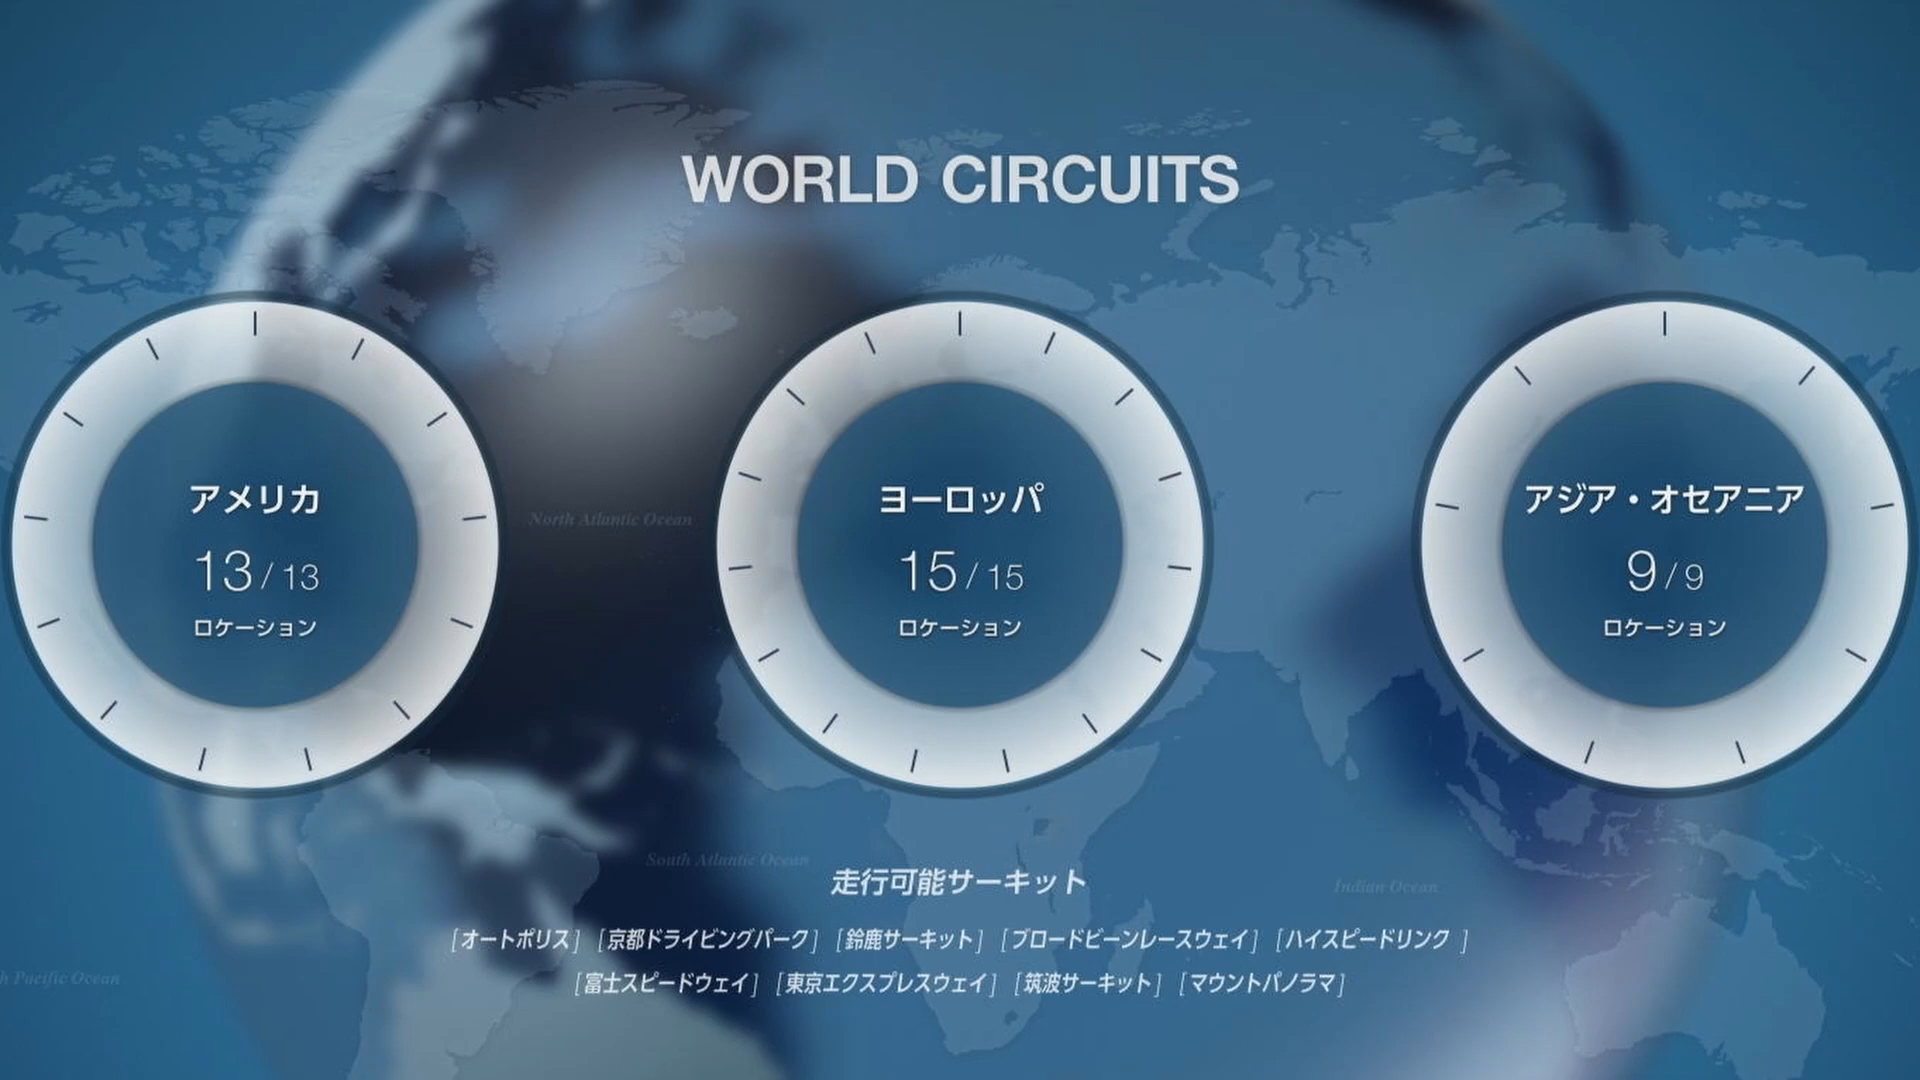 WORLD CIRCUITS
アメリカ
13 / 13
ロケーション
ヨーロッパ
15 / 15
ロケーション
アジア・オセアニア
9 / 9
ロケーション
North Atlantic Ocean
South Atlantic Ocean
Indian Ocean
h Pacific Ocean
走行可能サーキット
[オートポリス] [京都ドライビングパーク] [鈴鹿サーキット] [ブロードビーンレースウェイ] [ハイスピードリンク ]
[富士スピードウェイ] [東京エクスプレスウェイ] [筑波サーキット] [マウントパノラマ]